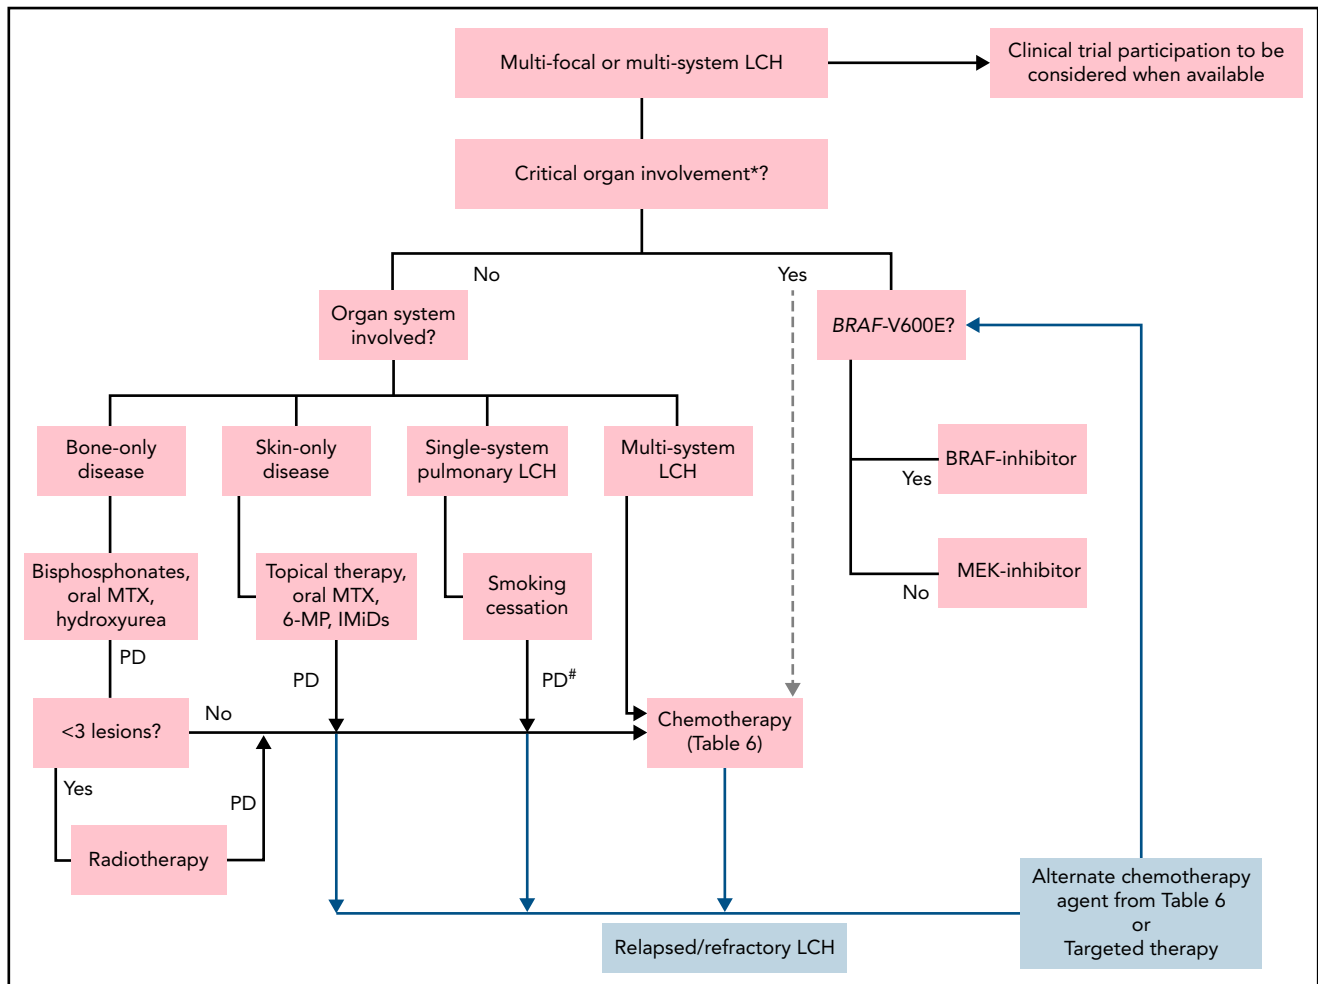 Multi-focal or multi-system LCH
Clinical trial participation to be
considered when available
Critical organ involvement*?
No
Yes
Organ system
involved?
BRAF-V600E?
Bone-only
disease
Skin-only
disease
Single-system
pulmonary LCH
Multi-system
LCH
BRAF-inhibitor
Yes
MEK-inhibitor
No
Bisphosphonates,
oral MTX,
hydroxyurea
Topical therapy,
oral MTX,
6-MP, IMiDs
Smoking
cessation
PD
PD
PD#
<3 lesions?
No
Chemotherapy
(Table 6)
Yes
PD
Radiotherapy
Alternate chemotherapy
agent from Table 6
or
Targeted therapy
Relapsed/refractory LCH